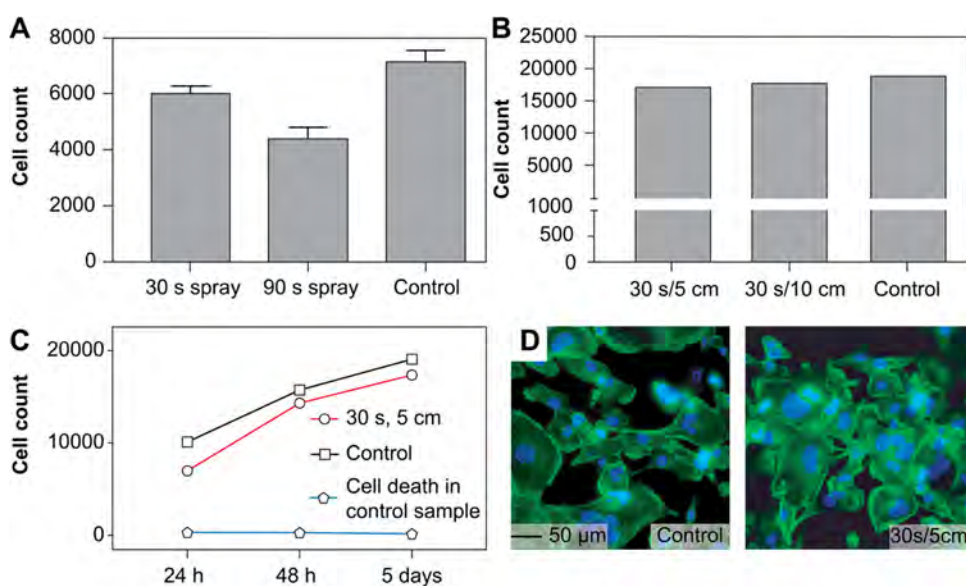 A
Cell count
8000
6000
4000
2000
0
30 s spray
90 s spray
Control
B
Cell count
25000
20000
15000
10000
5000
1000
500
0
30 s/5 cm
30 s/10 cm
Control
C
Cell count
20000
10000
0
30 s, 5 cm
Control
Cell death in
control sample
24 h
48 h
5 days
D
50 µm
Control
30s/5cm